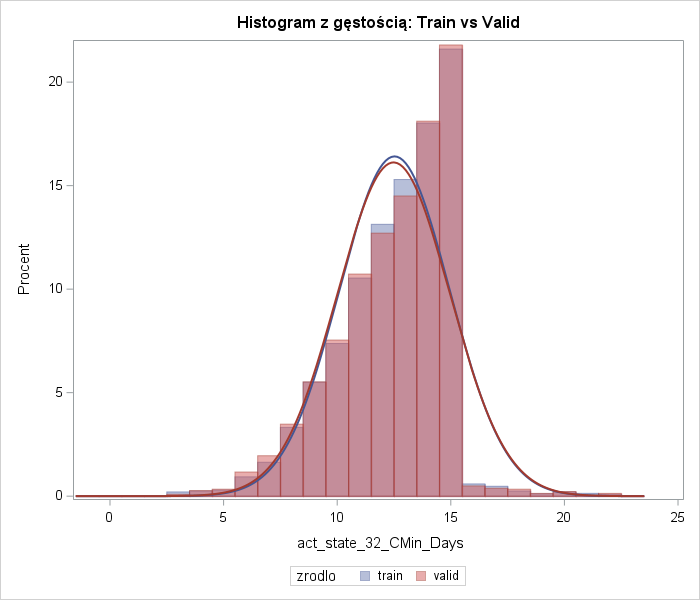 Histogram z gęstością: Train vs Valid
Procent
20
15
10
5
0
0 5 10 15 20 25
act_state_32_CMin_Days
zrodlo train valid